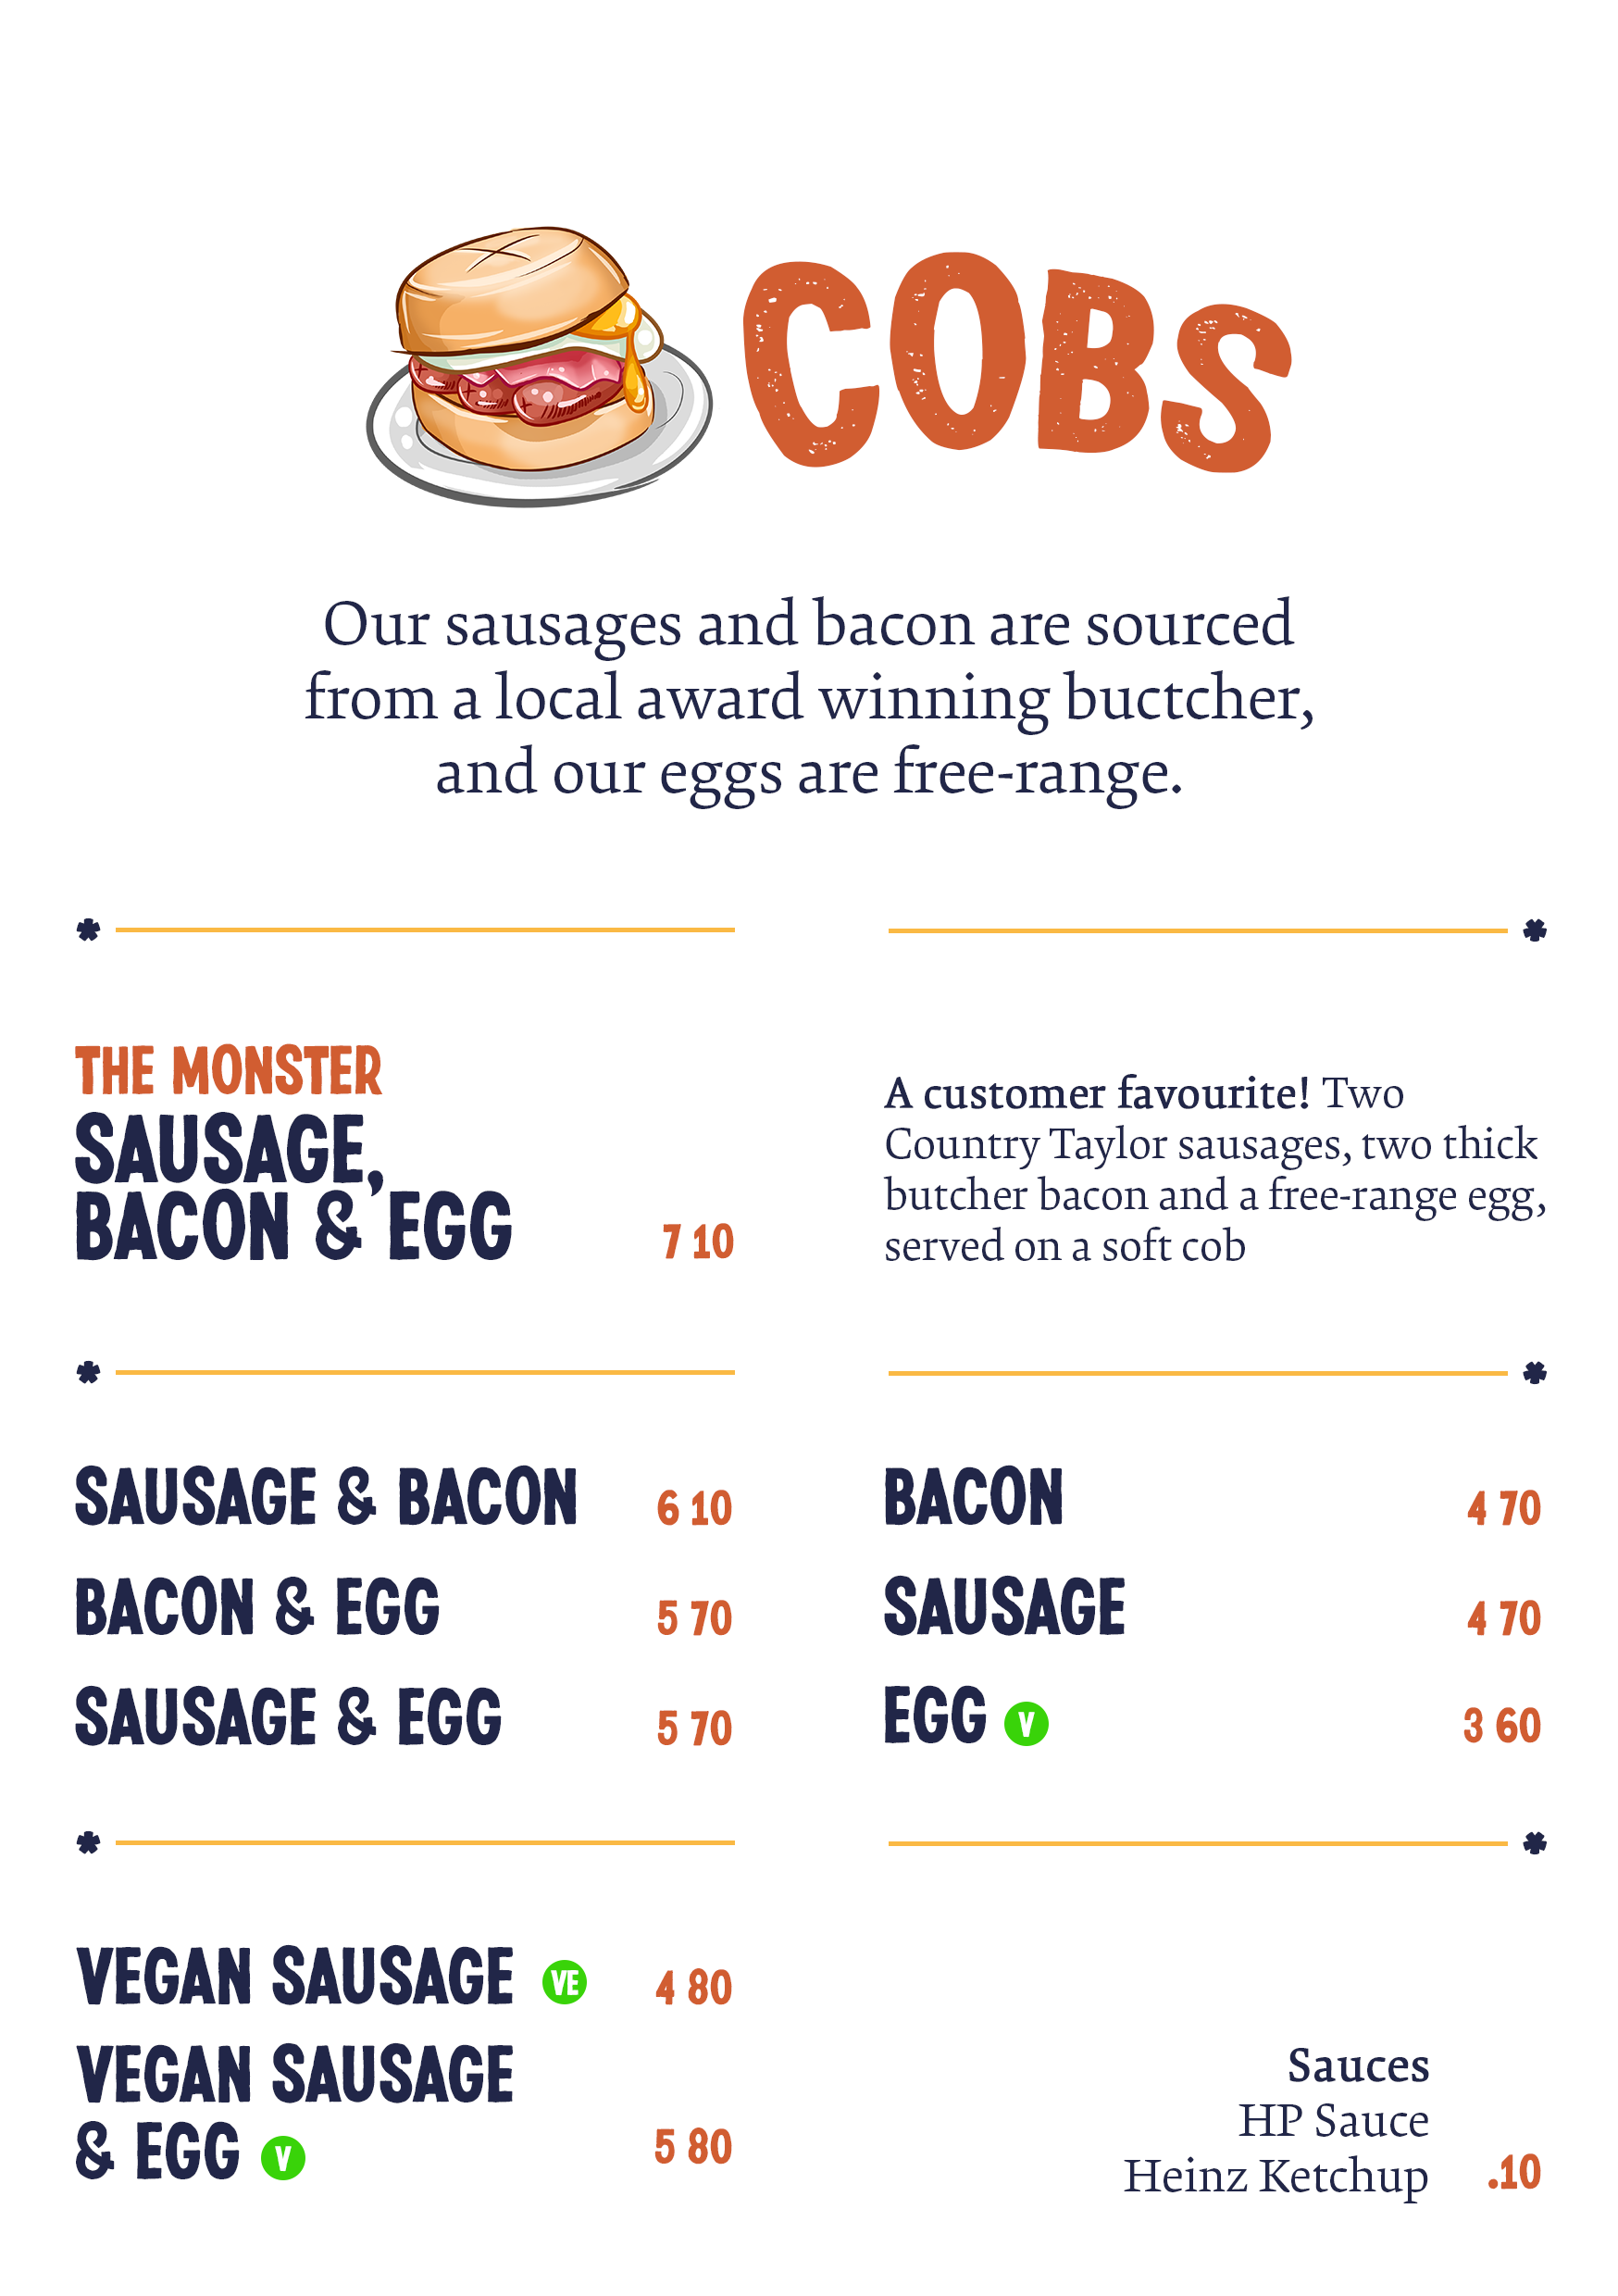 COBS
Our sausages and bacon are sourced
from a local award winning buctcher,
and our eggs are free-range.
THE MONSTER
SAUSAGE,
BACON & EGG 7 10
A customer favourite! Two
Country Taylor sausages, two thick
butcher bacon and a free-range egg,
served on a soft cob
SAUSAGE & BACON 6 10
BACON & EGG 5 70
SAUSAGE & EGG 5 70
BACON 4 70
SAUSAGE 4 70
EGG V 3 60
VEGAN SAUSAGE VE 4 80
VEGAN SAUSAGE
& EGG V 5 80
Sauces
HP Sauce
Heinz Ketchup .10